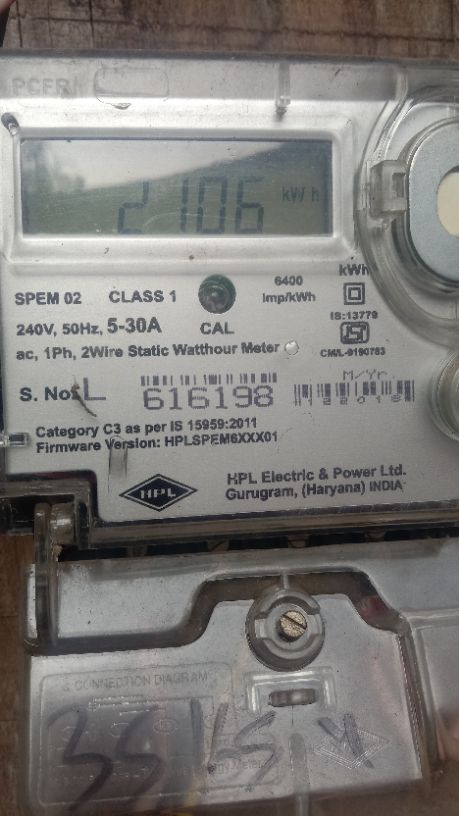 2106 kWh
SPEM 02 CLASS 1 6400 imp/kWh kWh
240V, 50Hz, 5-30A CAL IS:13779
ac, 1Ph, 2Wire Static Watthour Meter CM/L-9190783
S. No. L 616198 M/Yr.
Category C3 as per IS 15959:2011
Firmware Version: HPLSPEM6XXX01
HPL HPL Electric & Power Ltd.
Gurugram, (Haryana) INDIA
CONNECTION DIAGRAM